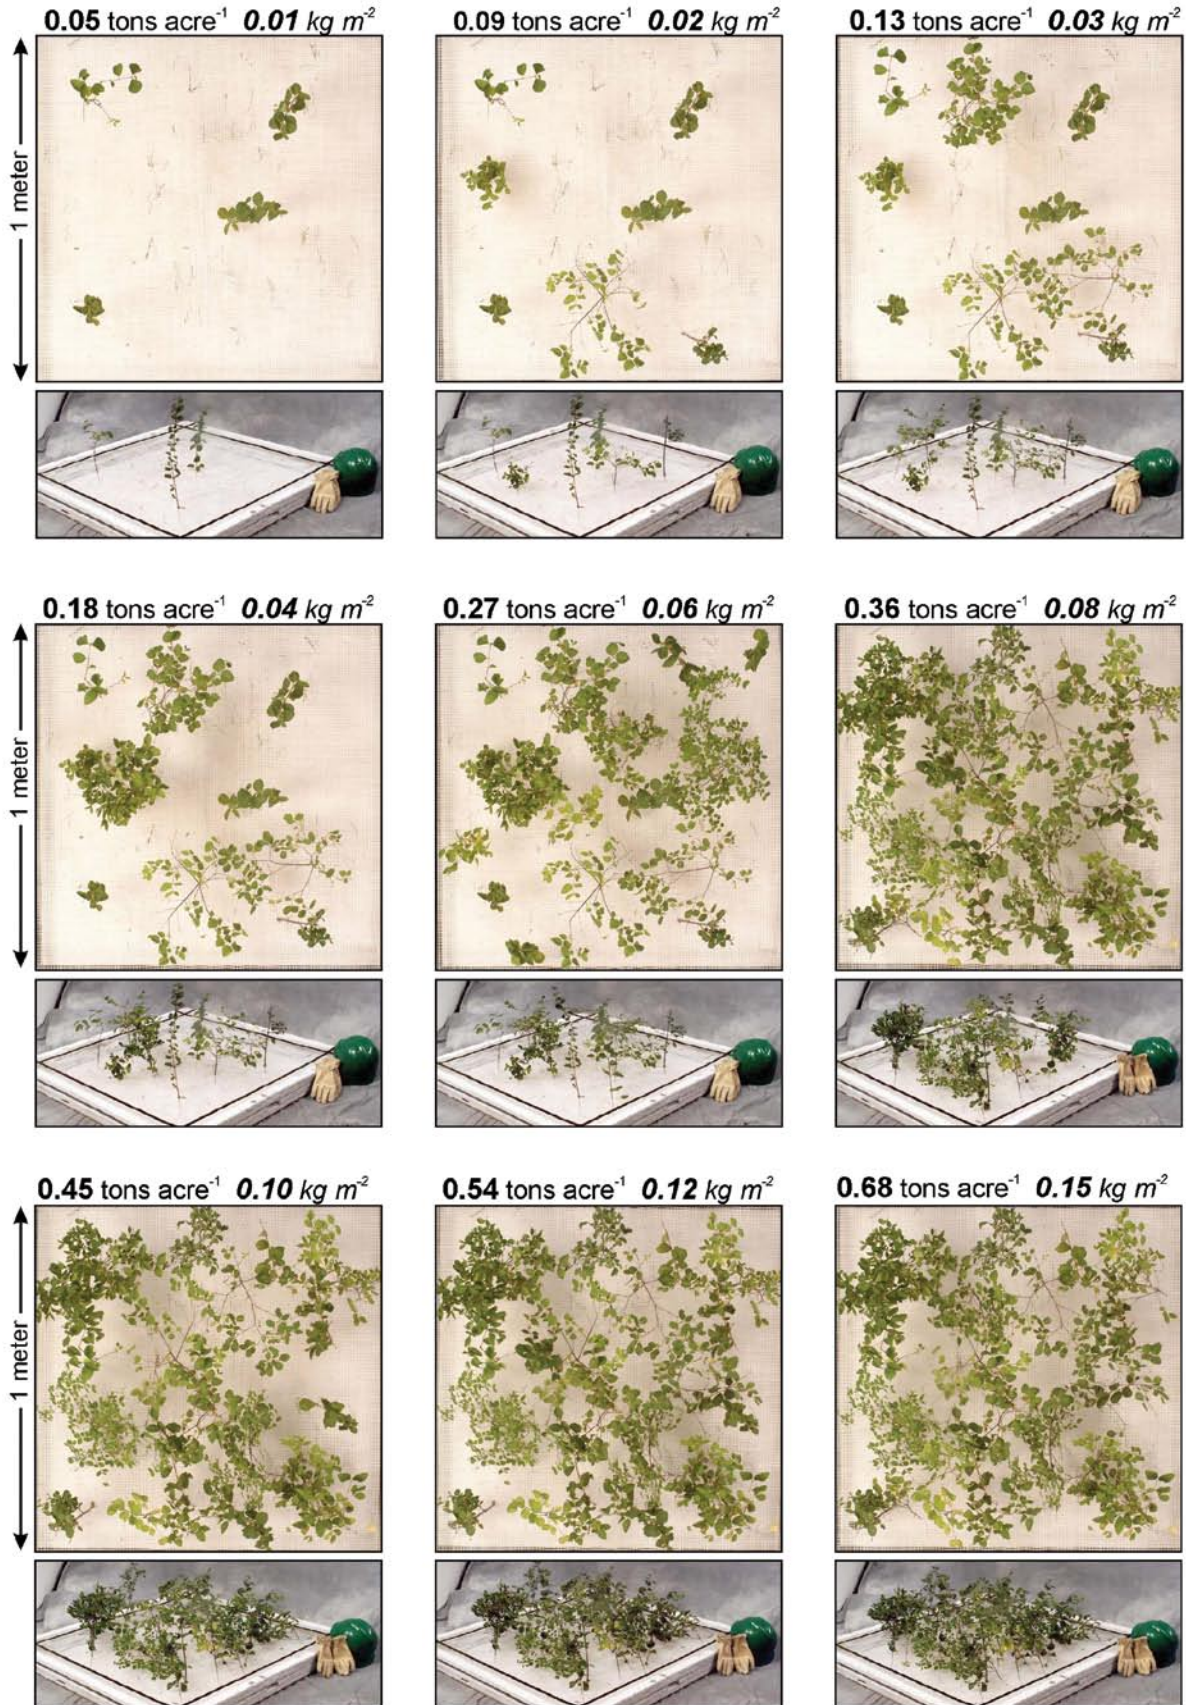 0.05 tons acre⁻¹ 0.01 kg m⁻² 0.09 tons acre⁻¹ 0.02 kg m⁻² 0.13 tons acre⁻¹ 0.03 kg m⁻²
1 meter
0.18 tons acre⁻¹ 0.04 kg m⁻² 0.27 tons acre⁻¹ 0.06 kg m⁻² 0.36 tons acre⁻¹ 0.08 kg m⁻²
1 meter
0.45 tons acre⁻¹ 0.10 kg m⁻² 0.54 tons acre⁻¹ 0.12 kg m⁻² 0.68 tons acre⁻¹ 0.15 kg m⁻²
1 meter